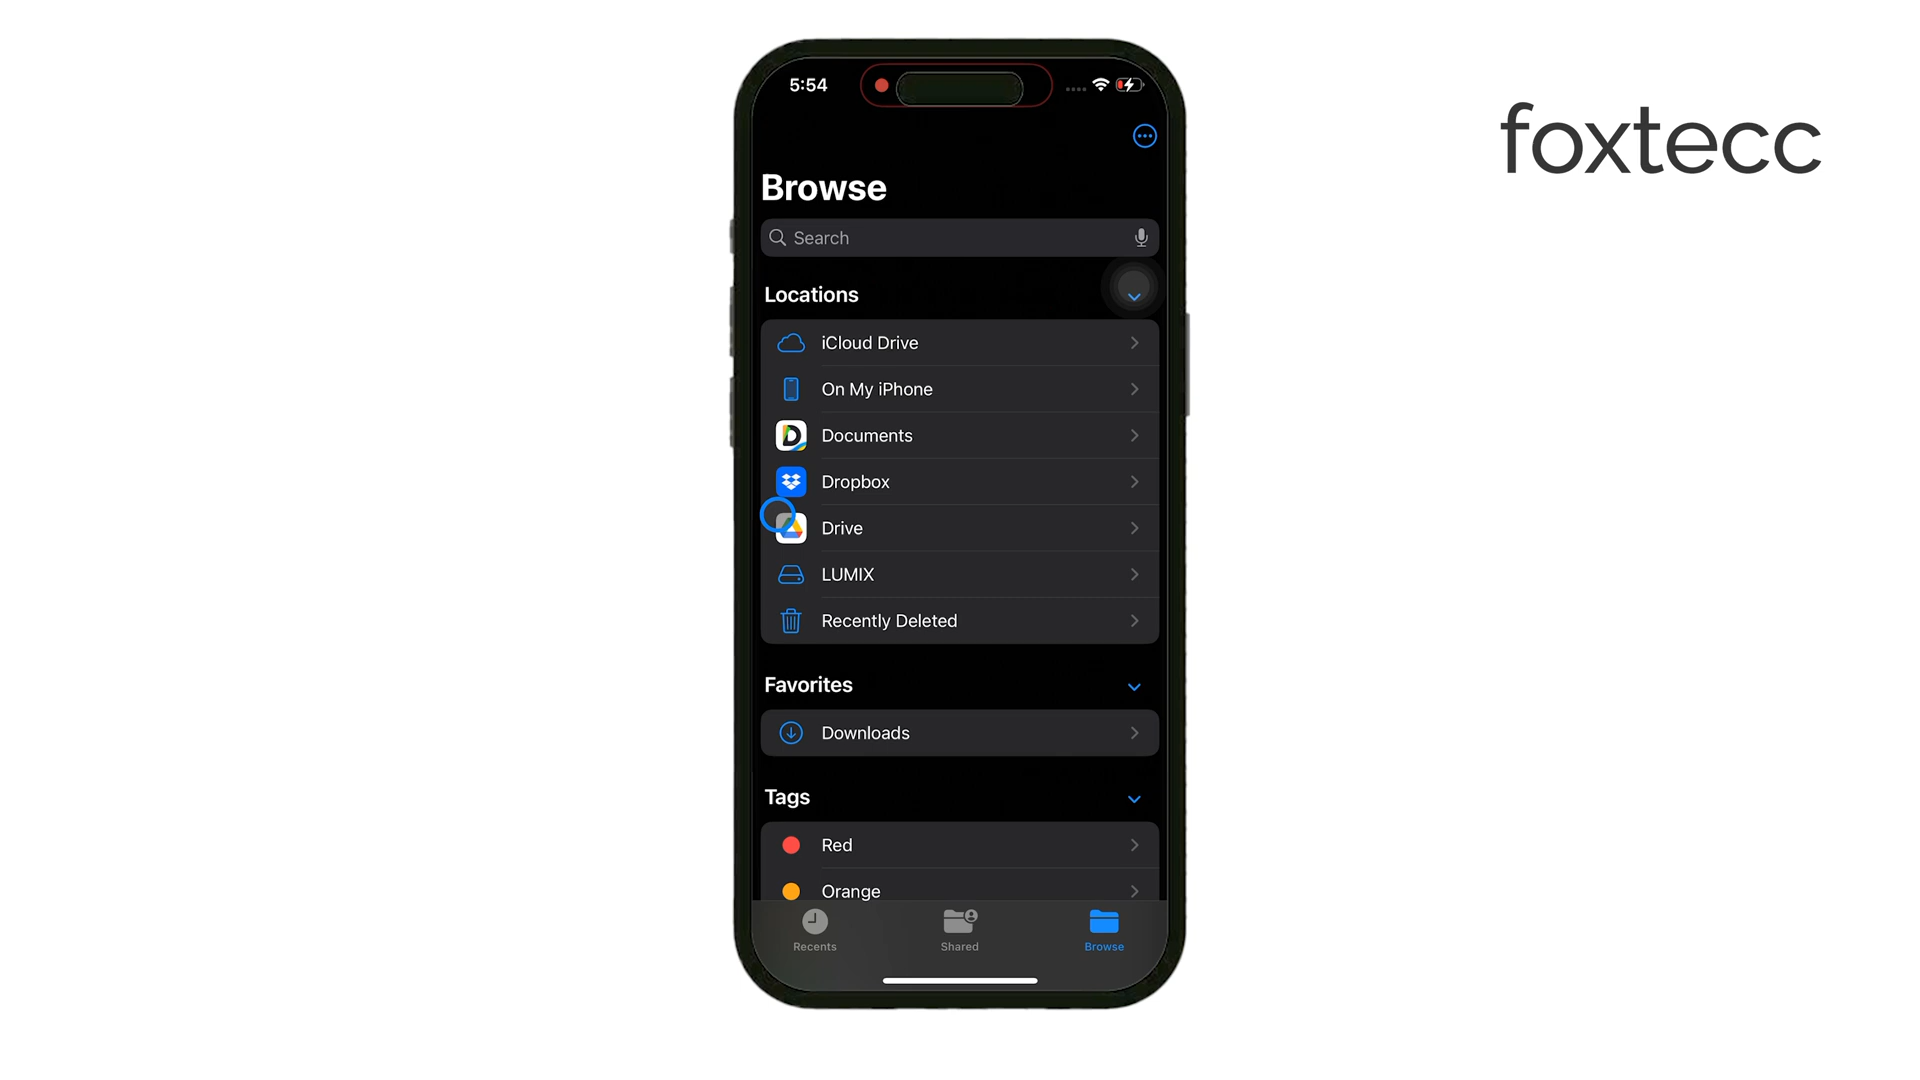 5:54
foxtecc
Browse
Search
Locations
iCloud Drive
On My iPhone
Documents
Dropbox
Drive
LUMIX
Recently Deleted
Favorites
Downloads
Tags
Red
Orange
Recents
Shared
Browse